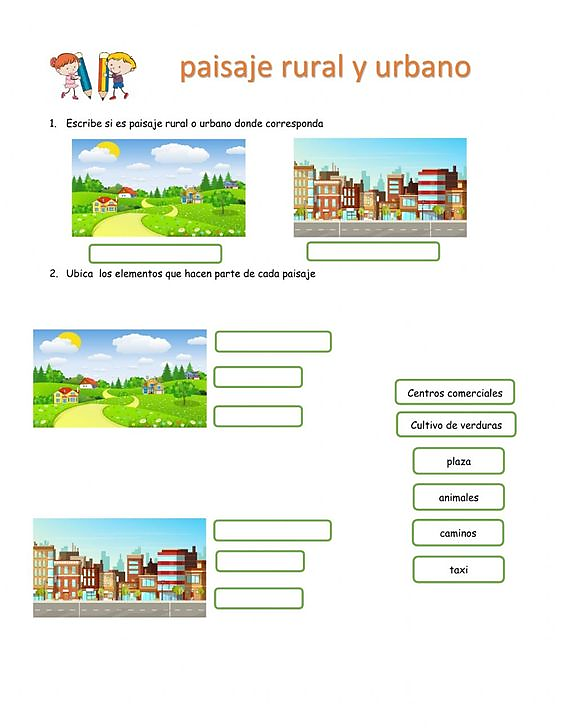 paisaje rural y urbano
1. Escribe si es paisaje rural o urbano donde corresponda
2. Ubica los elementos que hacen parte de cada paisaje
Centros comerciales
Cultivo de verduras
plaza
animales
caminos
taxi